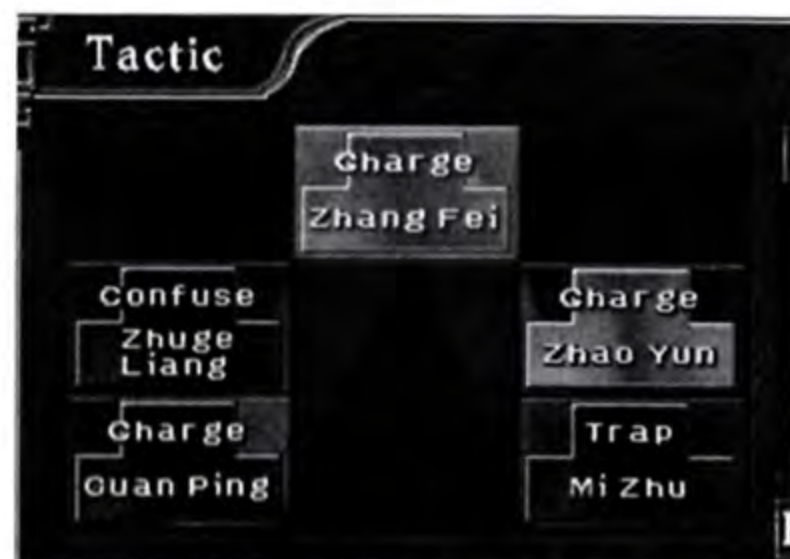 Tactic
Charge
Zhang Fei
Confuse
Zhuge
Liang
Charge
Zhao Yun
Charge
Guan Ping
Trap
Mi Zhu